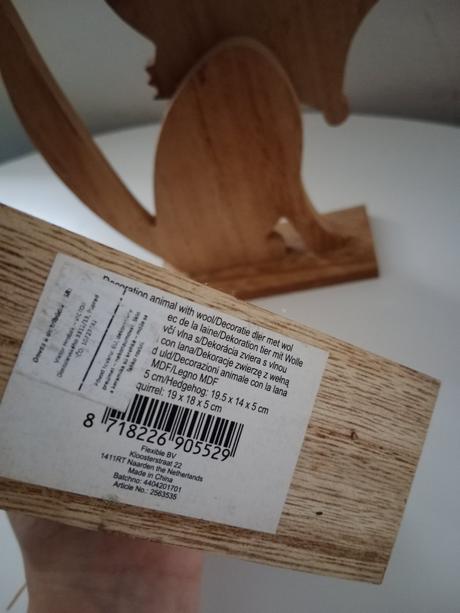 Decoration animal with wool/Decoratie dier met wol
ec de la laine/Dekoration tier mit Wolle
včí vlna s/Dekorácia zviera s vlnou
con lana/Dekoracje zwierzę z wełną
d uld/Decorazioni animale con la lana
MDF/Legno MDF
5 cm/Hedgehog: 19.5 x 14 x 5 cm
quirrel: 19 x 18 x 5 cm
8 718226 905529
Flexible BV
Kloosterstraat 22
1411RT Naarden the Netherlands
Made in China
Batchno: 4404201701
Article No.: 2563535